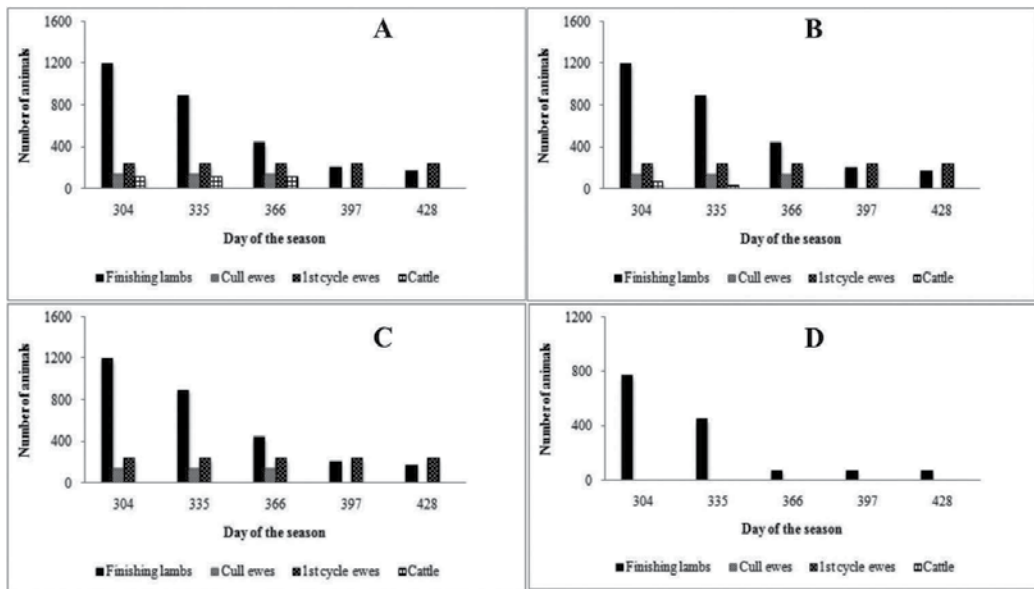 A
Number of animals
1600
1200
800
400
0
304 335 366 397 428
Day of the season
Finishing lambs Cull ewes 1st cycle ewes Cattle
B
Number of animals
1600
1200
800
400
0
304 335 366 397 428
Day of the season
Finishing lambs Cull ewes 1st cycle ewes Cattle
C
Number of animals
1600
1200
800
400
0
304 335 366 397 428
Day of the season
Finishing lambs Cull ewes 1st cycle ewes Cattle
D
Number of animals
1200
800
400
0
304 335 366 397 428
Day of the season
Finishing lambs Cull ewes 1st cycle ewes Cattle